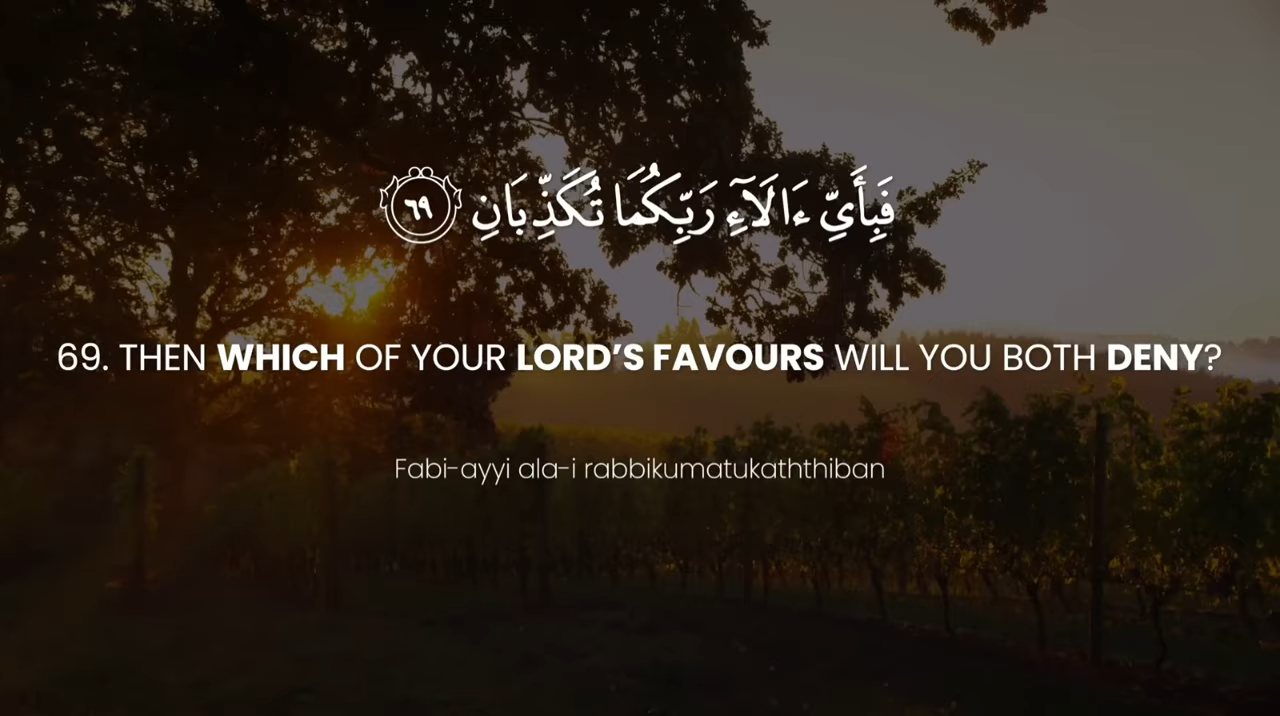 فَبِأَيِّ ءَالَآءِ رَبِّكُمَا تُكَذِّبَانِ ٦٩
69. THEN WHICH OF YOUR LORD’S FAVOURS WILL YOU BOTH DENY?
Fabi-ayyi ala-i rabbikumatukaththiban